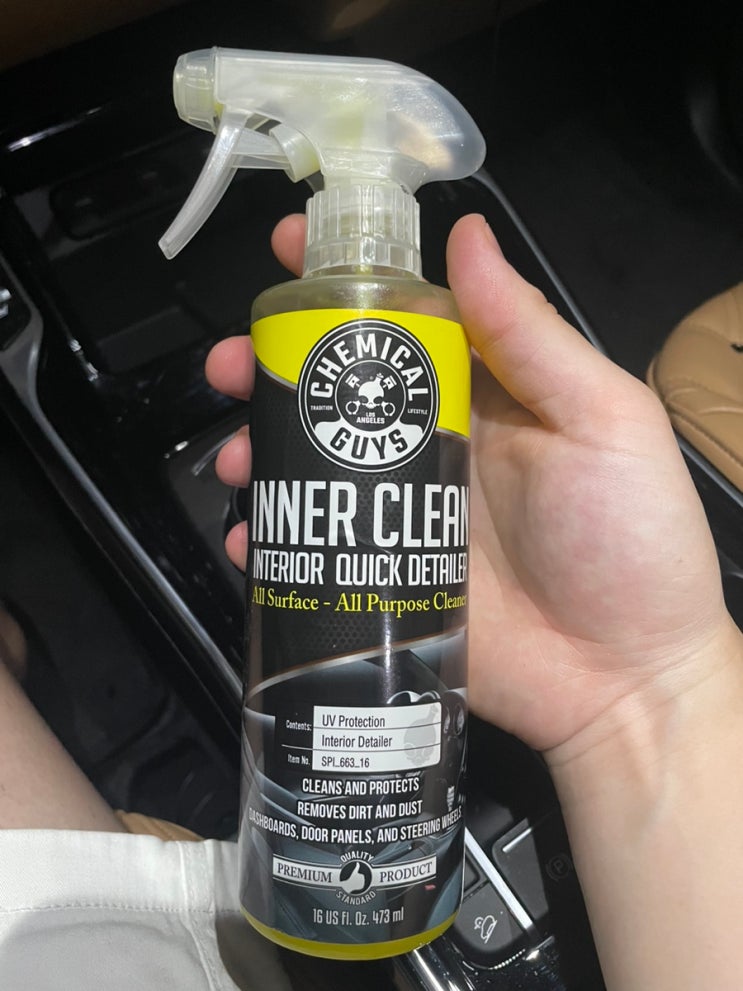 CHEMICAL
TRADITION
LOS
ANGELES
LIFESTYLE
GUYS
INNER CLEAN
INTERIOR QUICK DETAILER
All Surface - All Purpose Cleaner
Contents: UV Protection
Interior Detailer
Item No. SPI_663_16
CLEANS AND PROTECTS
REMOVES DIRT AND DUST
DASHBOARDS, DOOR PANELS, AND STEERING WHEELS
QUALITY
PREMIUM PRODUCT
STANDARD
16 US Fl. Oz. 473 ml
P